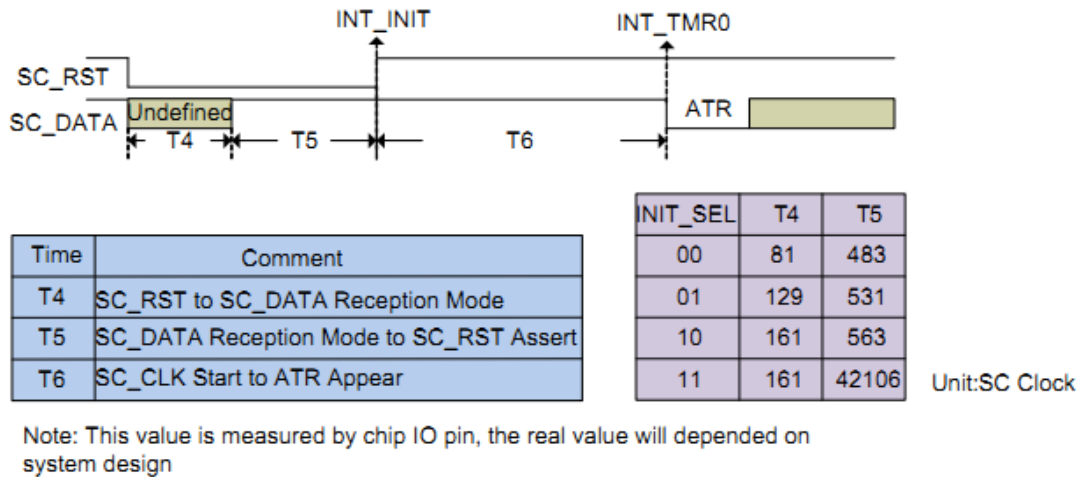 INT_INIT INT_TMR0
SC_RST
SC_DATA Undefined ATR
T4 T5 T6
INIT_SEL T4 T5
Time Comment 00 81 483
T4 SC_RST to SC_DATA Reception Mode 01 129 531
T5 SC_DATA Reception Mode to SC_RST Assert 10 161 563
T6 SC_CLK Start to ATR Appear 11 161 42106 Unit:SC Clock
Note: This value is measured by chip IO pin, the real value will depended on
system design